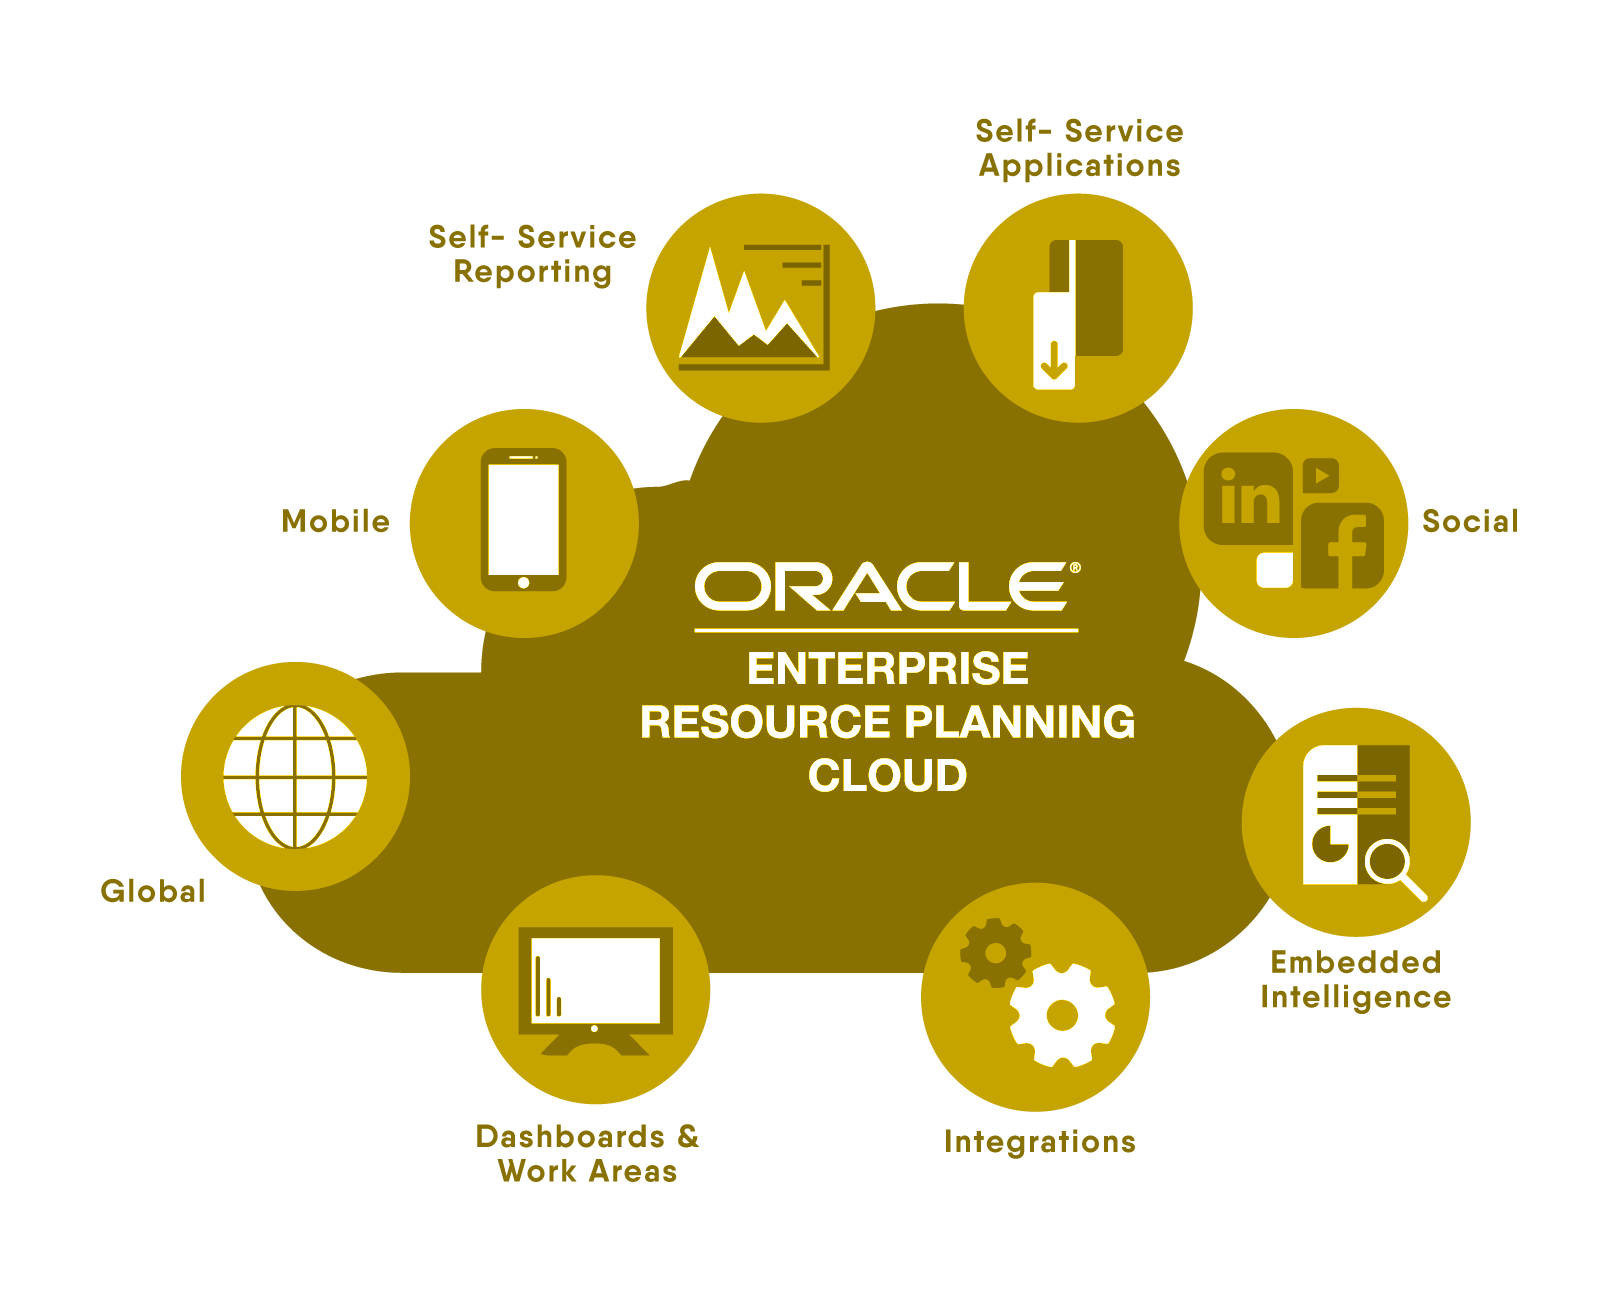 Self- Service
Applications
Self- Service
Reporting
Mobile
in
f
Social
ORACLE®
ENTERPRISE
RESOURCE PLANNING
CLOUD
Global
Embedded
Intelligence
Dashboards &
Work Areas
Integrations